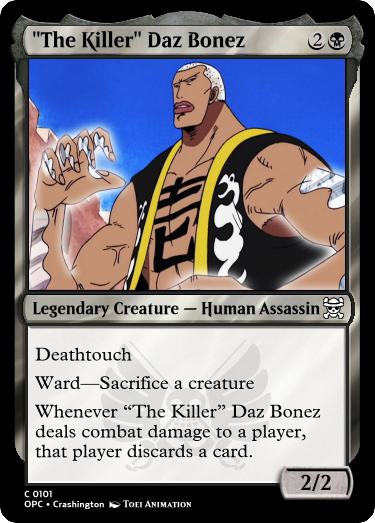 "The Killer" Daz Bonez 2
Legendary Creature — Human Assassin
Deathtouch
Ward—Sacrifice a creature
Whenever “The Killer” Daz Bonez
deals combat damage to a player,
that player discards a card.
2/2
C 0101
OPC • Crashington TOEI ANIMATION